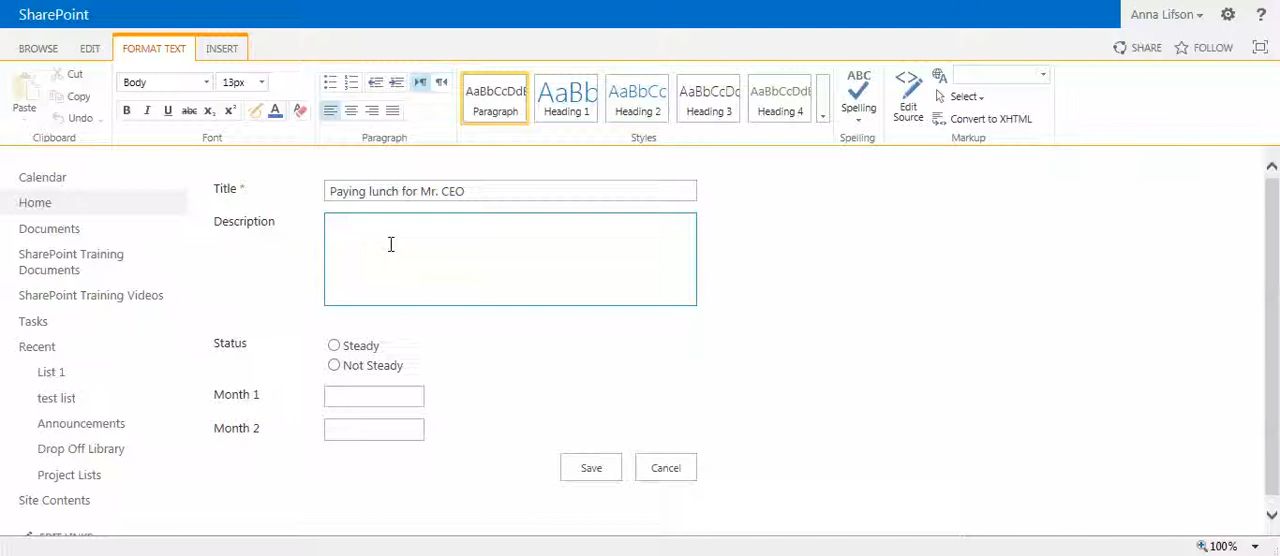 SharePoint
Anna Lifson
?
BROWSE EDIT FORMAT TEXT INSERT
SHARE FOLLOW
Paste
Cut
Copy
Undo
Clipboard
Body 13px
B I U abc x₂ x²
A
Font
Paragraph
AaBbCcDdE
Paragraph
AaBb
Heading 1
AaBbCc
Heading 2
AaBbCcDc
Heading 3
AaBbCcDdE
Heading 4
Styles
ABC
Spelling
Spelling
Edit
Source
Select
Convert to XHTML
Markup
Calendar
Home
Documents
SharePoint Training
Documents
SharePoint Training Videos
Tasks
Recent
List 1
test list
Announcements
Drop Off Library
Project Lists
Site Contents
Title * Paying lunch for Mr. CEO
Description
Status Steady
Not Steady
Month 1
Month 2
Save Cancel
100%